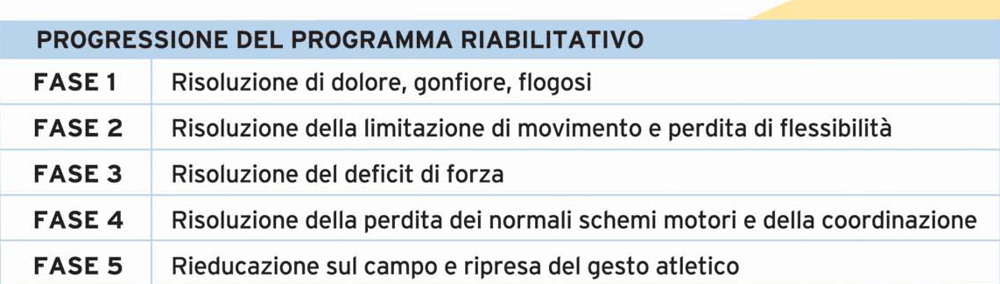 PROGRESSIONE DEL PROGRAMMA RIABILITATIVO
FASE 1 Risoluzione di dolore, gonfiore, flogosi
FASE 2 Risoluzione della limitazione di movimento e perdita di flessibilità
FASE 3 Risoluzione del deficit di forza
FASE 4 Risoluzione della perdita dei normali schemi motori e della coordinazione
FASE 5 Rieducazione sul campo e ripresa del gesto atletico